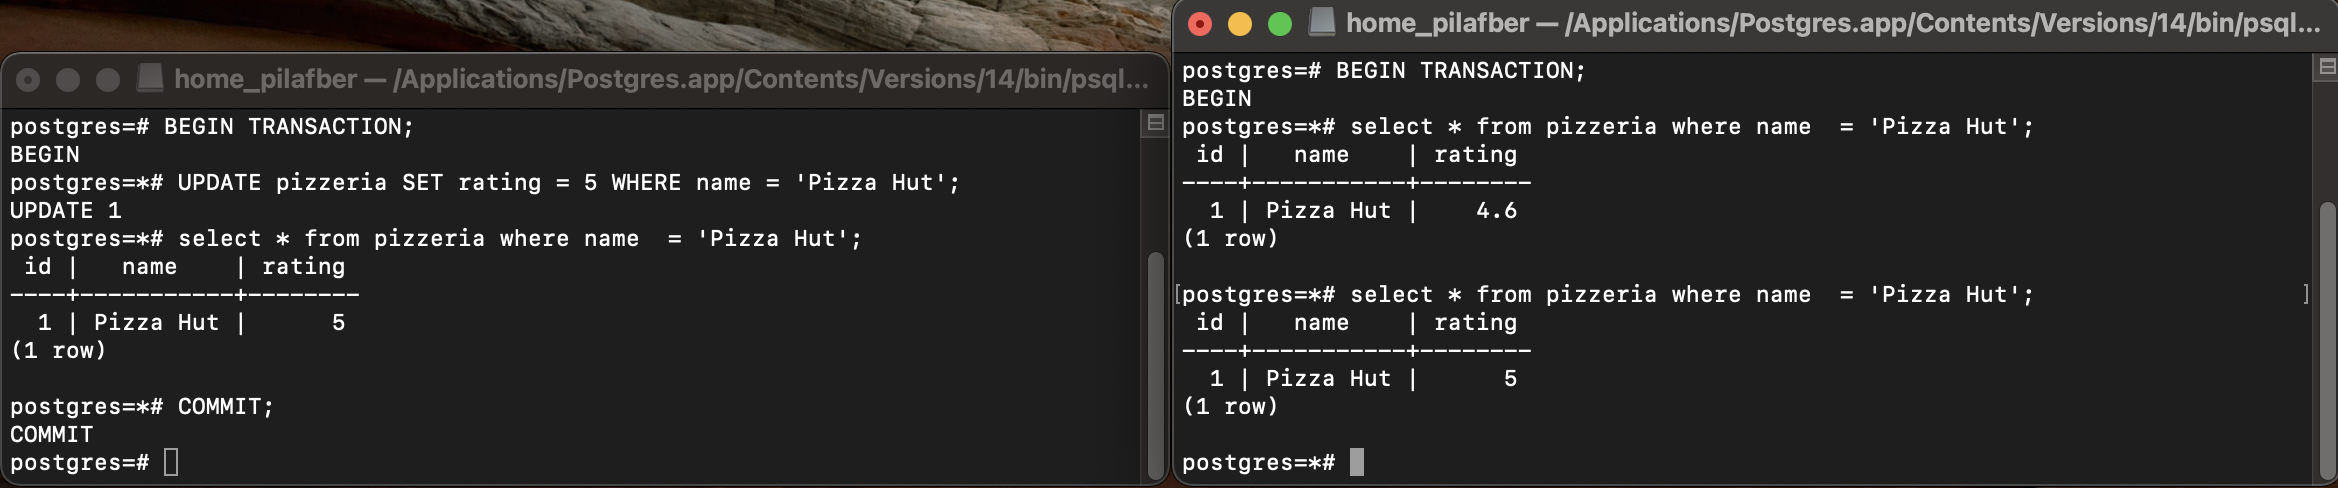 home_pilafber — /Applications/Postgres.app/Contents/Versions/14/bin/psql...
postgres=# BEGIN TRANSACTION;
BEGIN
postgres=*# UPDATE pizzeria SET rating = 5 WHERE name = 'Pizza Hut';
UPDATE 1
postgres=*# select * from pizzeria where name  = 'Pizza Hut';
 id |   name    | rating
----+-----------+--------
  1 | Pizza Hut |      5
(1 row)

postgres=*# COMMIT;
COMMIT
postgres=#
home_pilafber — /Applications/Postgres.app/Contents/Versions/14/bin/psql...
postgres=# BEGIN TRANSACTION;
BEGIN
postgres=*# select * from pizzeria where name  = 'Pizza Hut';
 id |   name    | rating
----+-----------+--------
  1 | Pizza Hut |    4.6
(1 row)

[postgres=*# select * from pizzeria where name  = 'Pizza Hut'; ]
 id |   name    | rating
----+-----------+--------
  1 | Pizza Hut |      5
(1 row)

postgres=*#